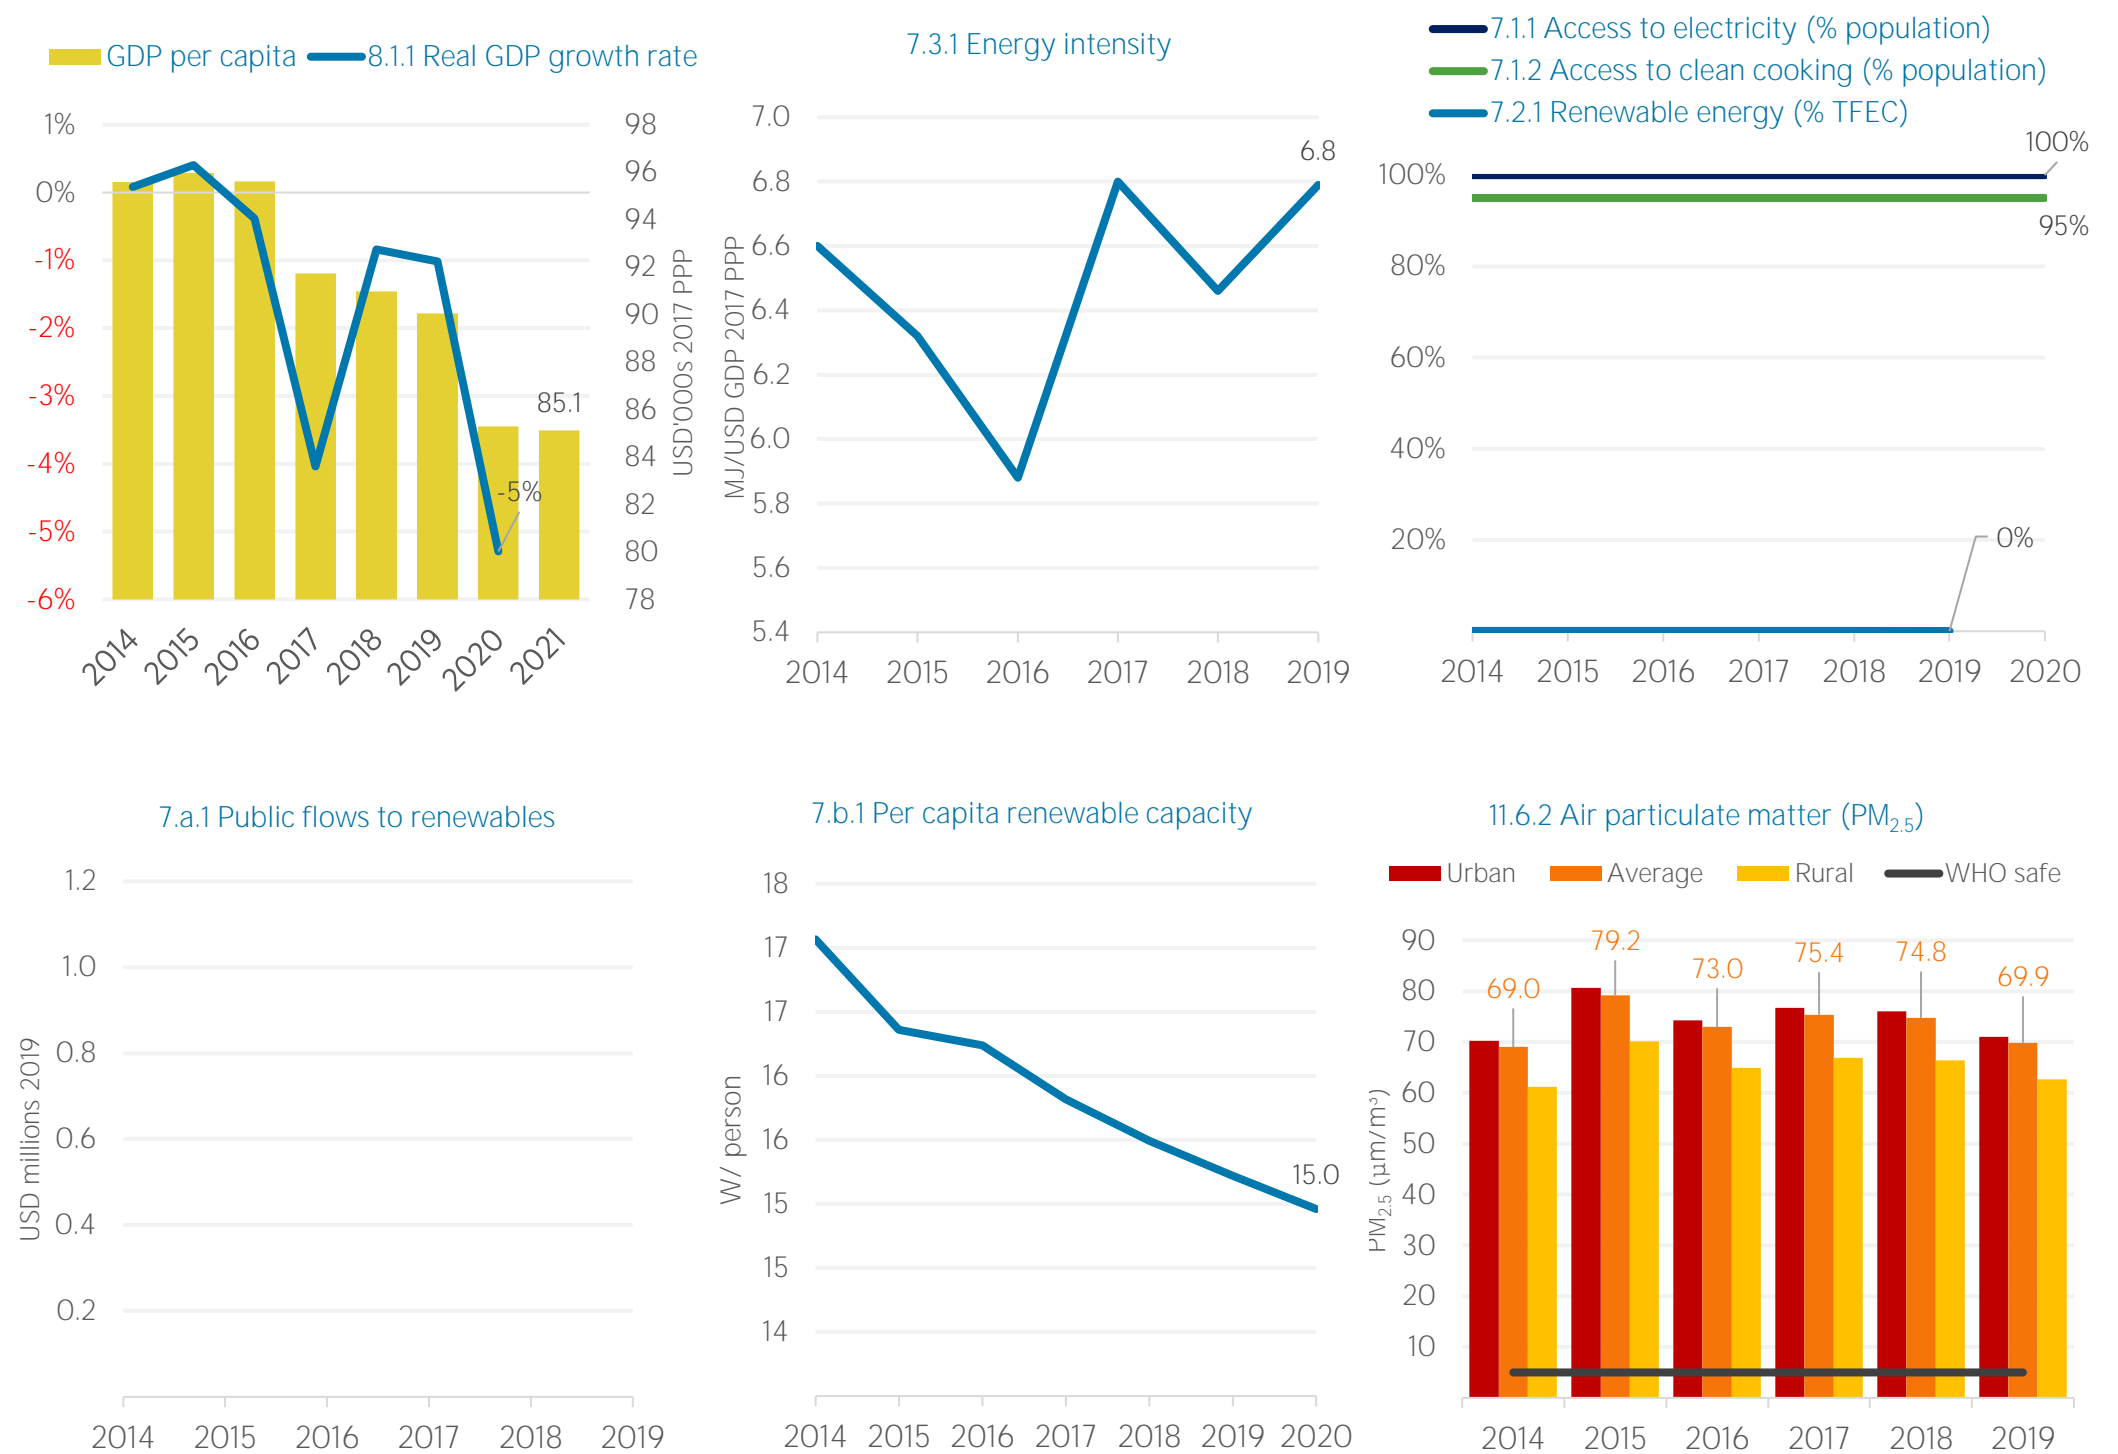 GDP per capita 8.1.1 Real GDP growth rate
1% 98
0% 96
-1% 94
-2% 92
-3% 90
-4% 88
-5% 86
-6% 84
82
80
78
USD'000s 2017 PPP
85.1
-5%
2014 2015 2016 2017 2018 2019 2020 2021
7.3.1 Energy intensity
MJ/USD GDP 2017 PPP
7.0
6.8
6.6
6.4
6.2
6.0
5.8
5.6
5.4
6.8
2014 2015 2016 2017 2018 2019
7.1.1 Access to electricity (% population)
7.1.2 Access to clean cooking (% population)
7.2.1 Renewable energy (% TFEC)
100%
80%
60%
40%
20%
100%
95%
0%
2014 2015 2016 2017 2018 2019 2020
7.a.1 Public flows to renewables
USD millions 2019
1.2
1.0
0.8
0.6
0.4
0.2
2014 2015 2016 2017 2018 2019
7.b.1 Per capita renewable capacity
W/ person
18
17
17
16
16
15
15
14
15.0
2014 2015 2016 2017 2018 2019 2020
11.6.2 Air particulate matter (PM2.5)
Urban Average Rural WHO safe
PM2.5 (µm/m³)
90
80
70
60
50
40
30
20
10
69.0 79.2 73.0 75.4 74.8 69.9
2014 2015 2016 2017 2018 2019